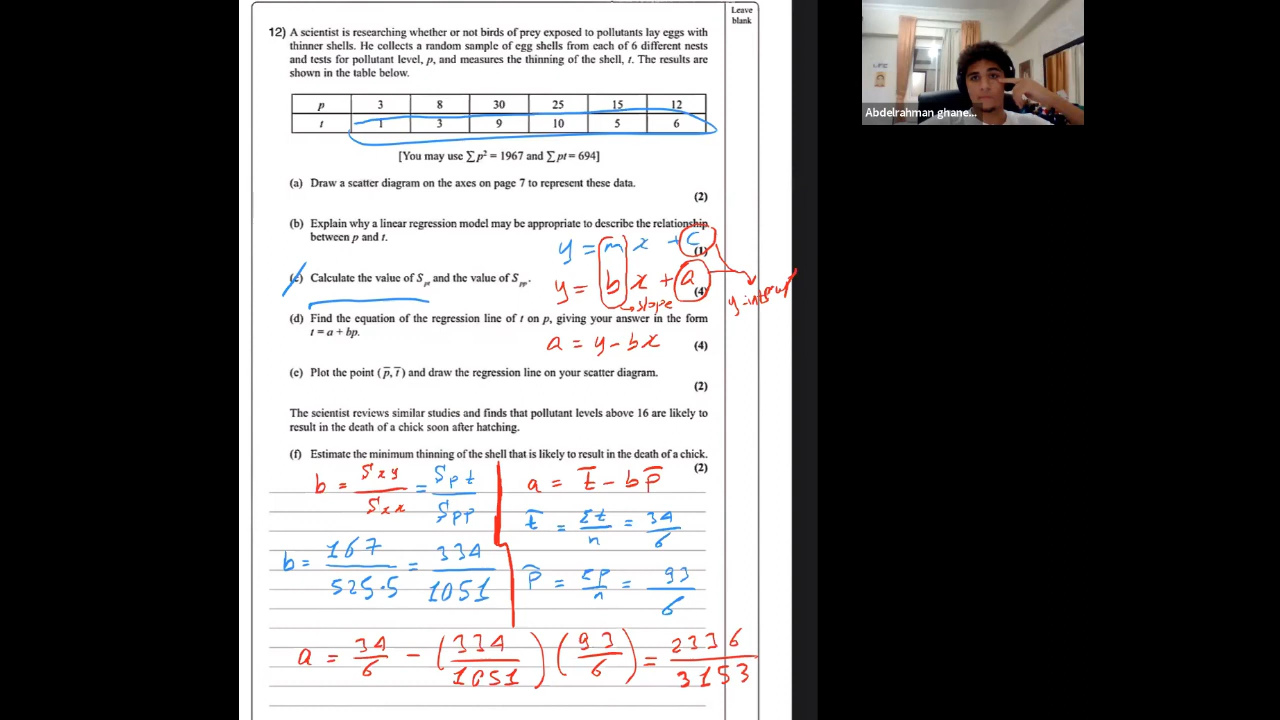 Leave
blank
12) A scientist is researching whether or not birds of prey exposed to pollutants lay eggs with
thinner shells. He collects a random sample of egg shells from each of 6 different nests
and tests for pollutant level, p, and measures the thinning of the shell, t. The results are
shown in the table below.
p 3 8 30 25 15 12
t 1 3 9 10 5 6
[You may use ∑p² = 1967 and ∑pt = 694]
(a) Draw a scatter diagram on the axes on page 7 to represent these data.
(2)
(b) Explain why a linear regression model may be appropriate to describe the relationship
between p and t.
(1)
y = m x + c
(c) Calculate the value of Spt and the value of Spp.
(4)
y = b x + a
slope
y-intercept
(d) Find the equation of the regression line of t on p, giving your answer in the form
t = a + bp.
(4)
a = y - bx
(e) Plot the point (p̄, t̄) and draw the regression line on your scatter diagram.
(2)
The scientist reviews similar studies and finds that pollutant levels above 16 are likely to
result in the death of a chick soon after hatching.
(f) Estimate the minimum thinning of the shell that is likely to result in the death of a chick.
(2)
b = Sxy/Sxx = Spt/Spp
a = t̄ - bp̄
t̄ = Σt/n = 34/6
b = 167/525.5 = 334/1051
p̄ = Σp/n = 93/6
a = 34/6 - (334/1051) (93/6) = 2336/3153
Abdelrahman ghane...